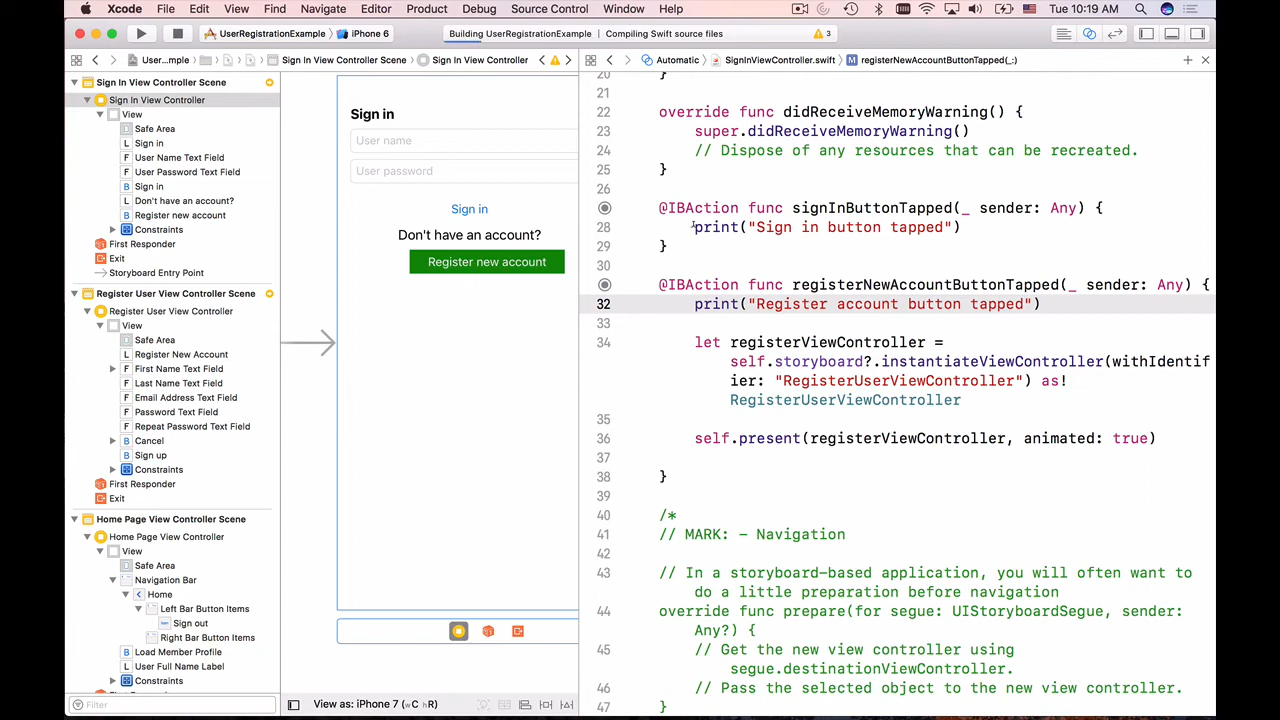 Xcode File Edit View Find Navigate Editor Product Debug Source Control Window Help Tue 10:19 AM
UserRegistrationExample iPhone 6 Building UserRegistrationExample | Compiling Swift source files 3
User...mple Sign In View Controller Scene Sign In View Controller Automatic SignInViewController.swift M registerNewAccountButtonTapped(_:)
Sign In View Controller Scene
Sign In View Controller
View
Safe Area
L Sign in
F User Name Text Field
F User Password Text Field
B Sign in
L Don't have an account?
B Register new account
Constraints
First Responder
Exit
Storyboard Entry Point
Register User View Controller Scene
Register User View Controller
View
Safe Area
L Register New Account
F First Name Text Field
F Last Name Text Field
F Email Address Text Field
F Password Text Field
F Repeat Password Text Field
B Cancel
B Sign up
Constraints
First Responder
Exit
Home Page View Controller Scene
Home Page View Controller
View
Safe Area
Navigation Bar
Home
Left Bar Button Items
Sign out
Right Bar Button Items
B Load Member Profile
L User Full Name Label
Constraints
Filter
Sign in
User name
User password
Sign in
Don't have an account?
Register new account
View as: iPhone 7 (wC hR)
20 }
21
22 override func didReceiveMemoryWarning() {
23 super.didReceiveMemoryWarning()
24 // Dispose of any resources that can be recreated.
25 }
26
@IBAction func signInButtonTapped(_ sender: Any) {
28 print("Sign in button tapped")
29 }
30
@IBAction func registerNewAccountButtonTapped(_ sender: Any) {
32 print("Register account button tapped")
33
34 let registerViewController =
self.storyboard?.instantiateViewController(withIdentif
ier: "RegisterUserViewController") as!
RegisterUserViewController
35
36 self.present(registerViewController, animated: true)
37
38 }
39
40 /*
41 // MARK: - Navigation
42
43 // In a storyboard-based application, you will often want to
do a little preparation before navigation
44 override func prepare(for segue: UIStoryboardSegue, sender:
Any?) {
45 // Get the new view controller using
segue.destinationViewController.
46 // Pass the selected object to the new view controller.
47 }